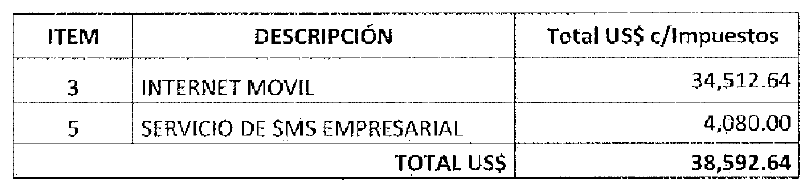 ITEM DESCRIPCIÓN Total US$ c/Impuestos
3 INTERNET MOVIL 34,512.64
5 SERVICIO DE SMS EMPRESARIAL 4,080.00
TOTAL US$ 38,592.64